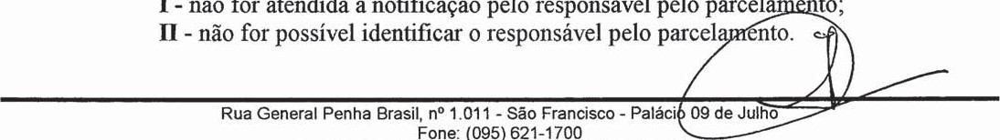 I - não for atendida a notificação pelo responsável pelo parcelamento;
II - não for possível identificar o responsável pelo parcelamento.
Rua General Penha Brasil, nº 1.011 - São Francisco - Palácio 09 de Julho
Fone: (095) 621-1700